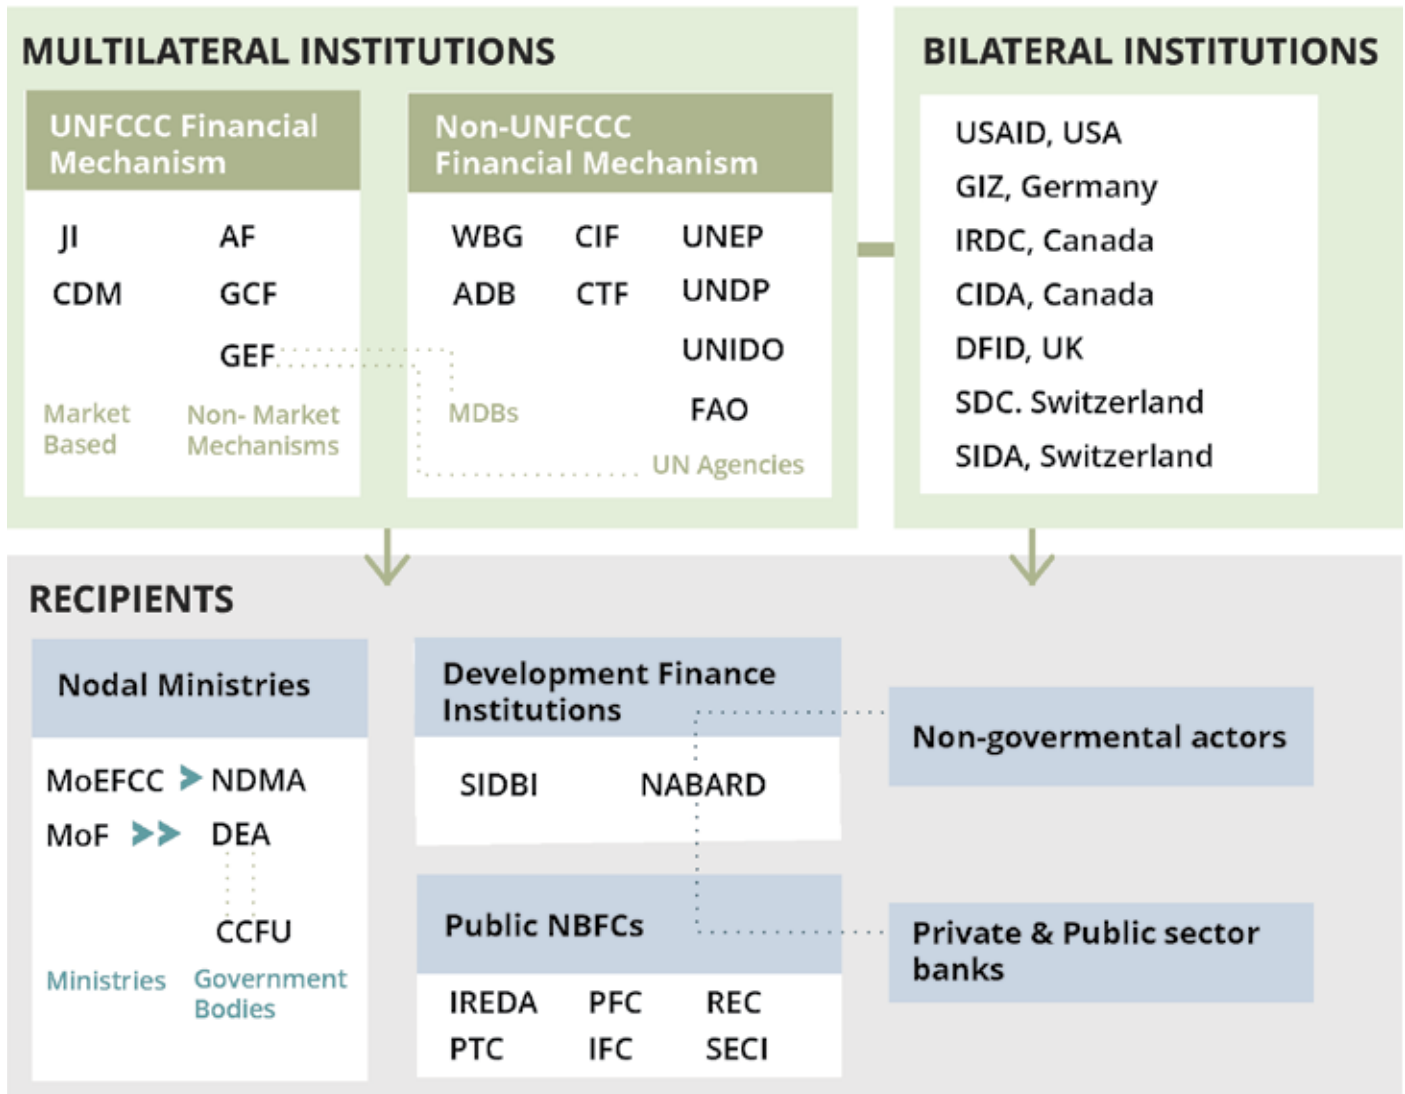 MULTILATERAL INSTITUTIONS
UNFCCC Financial
Mechanism
JI AF
CDM GCF
GEF
Market
Based
Non- Market
Mechanisms
Non-UNFCCC
Financial Mechanism
WBG CIF UNEP
ADB CTF UNDP
UNIDO
FAO
MDBs
UN Agencies
BILATERAL INSTITUTIONS
USAID, USA
GIZ, Germany
IRDC, Canada
CIDA, Canada
DFID, UK
SDC. Switzerland
SIDA, Switzerland
RECIPIENTS
Nodal Ministries
MoEFCC > NDMA
MoF >> DEA
CCFU
Ministries
Government
Bodies
Development Finance
Institutions
SIDBI NABARD
Public NBFCs
IREDA PFC REC
PTC IFC SECI
Non-govermental actors
Private & Public sector
banks